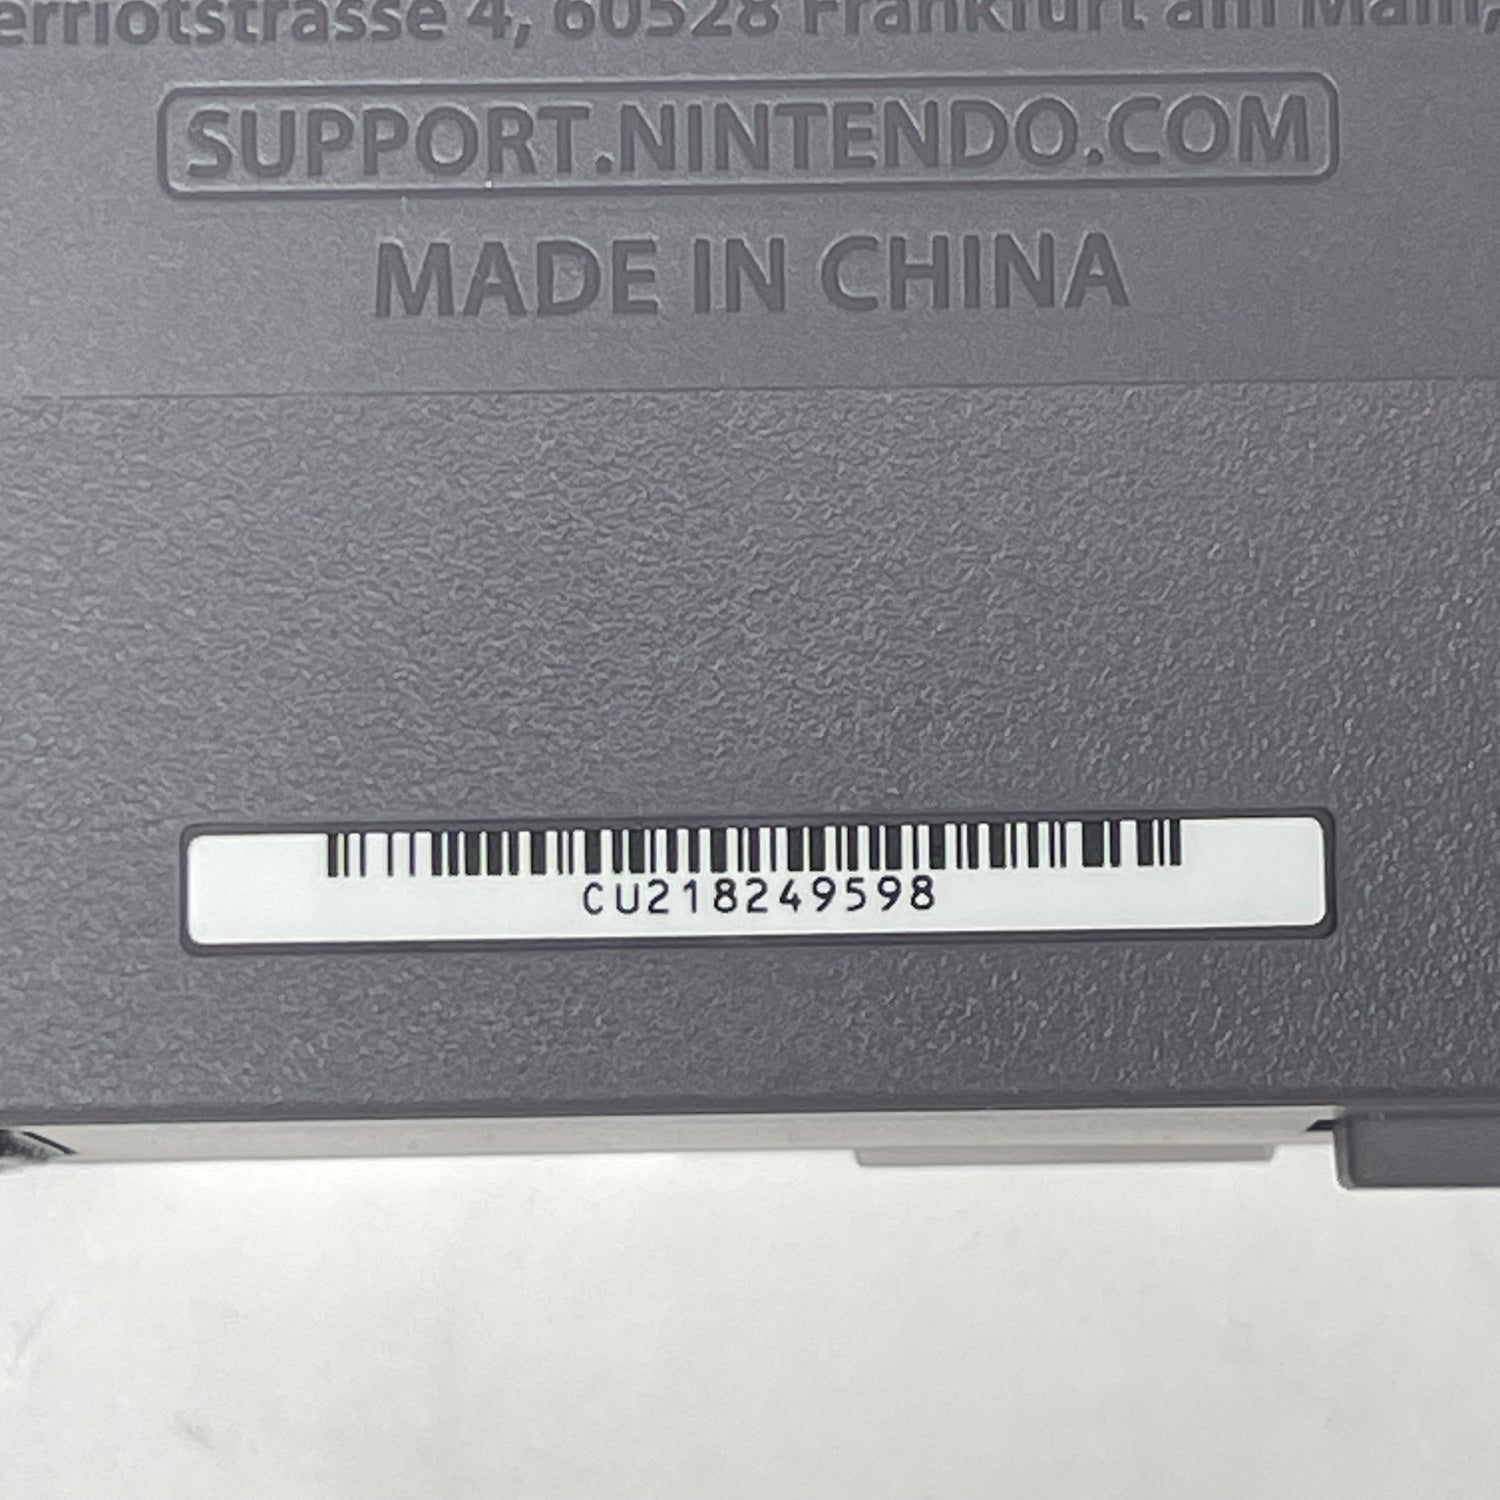 erriotstrasse 4, 60528 Frankfurt am Main,
SUPPORT.NINTENDO.COM
MADE IN CHINA
CU218249598